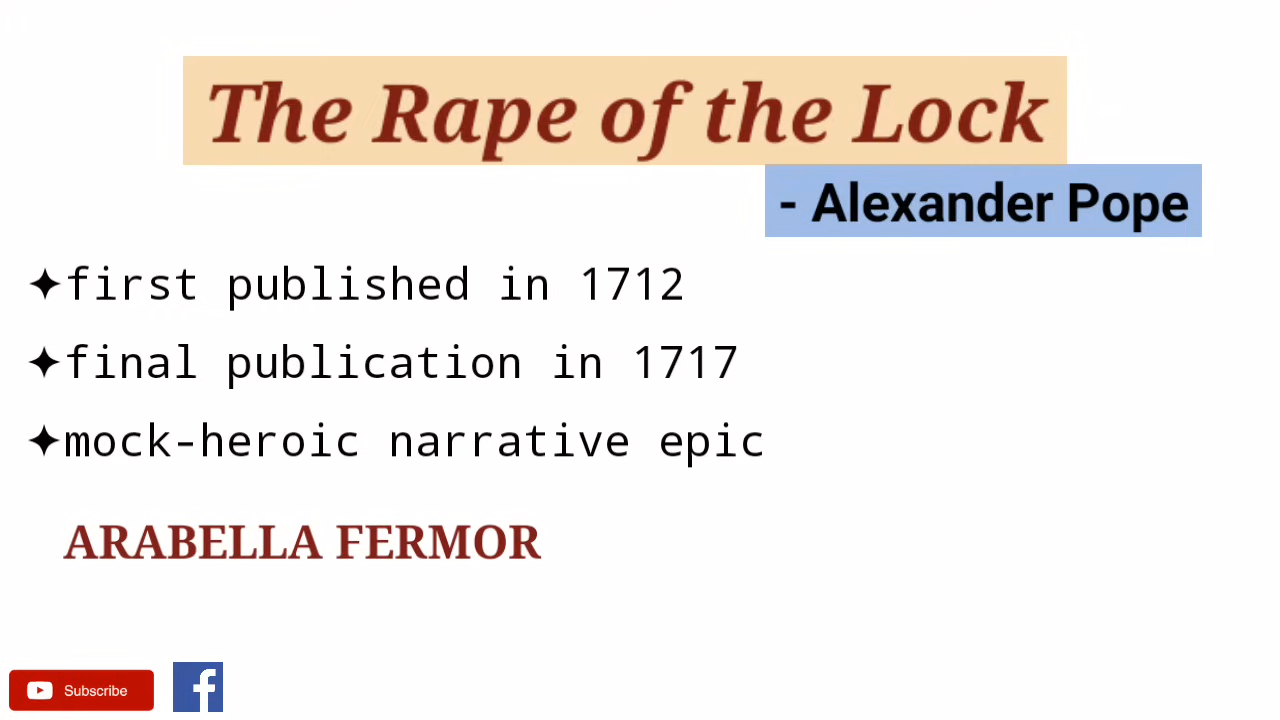 The Rape of the Lock
- Alexander Pope
✦first published in 1712
✦final publication in 1717
✦mock-heroic narrative epic
ARABELLA FERMOR
Subscribe
f